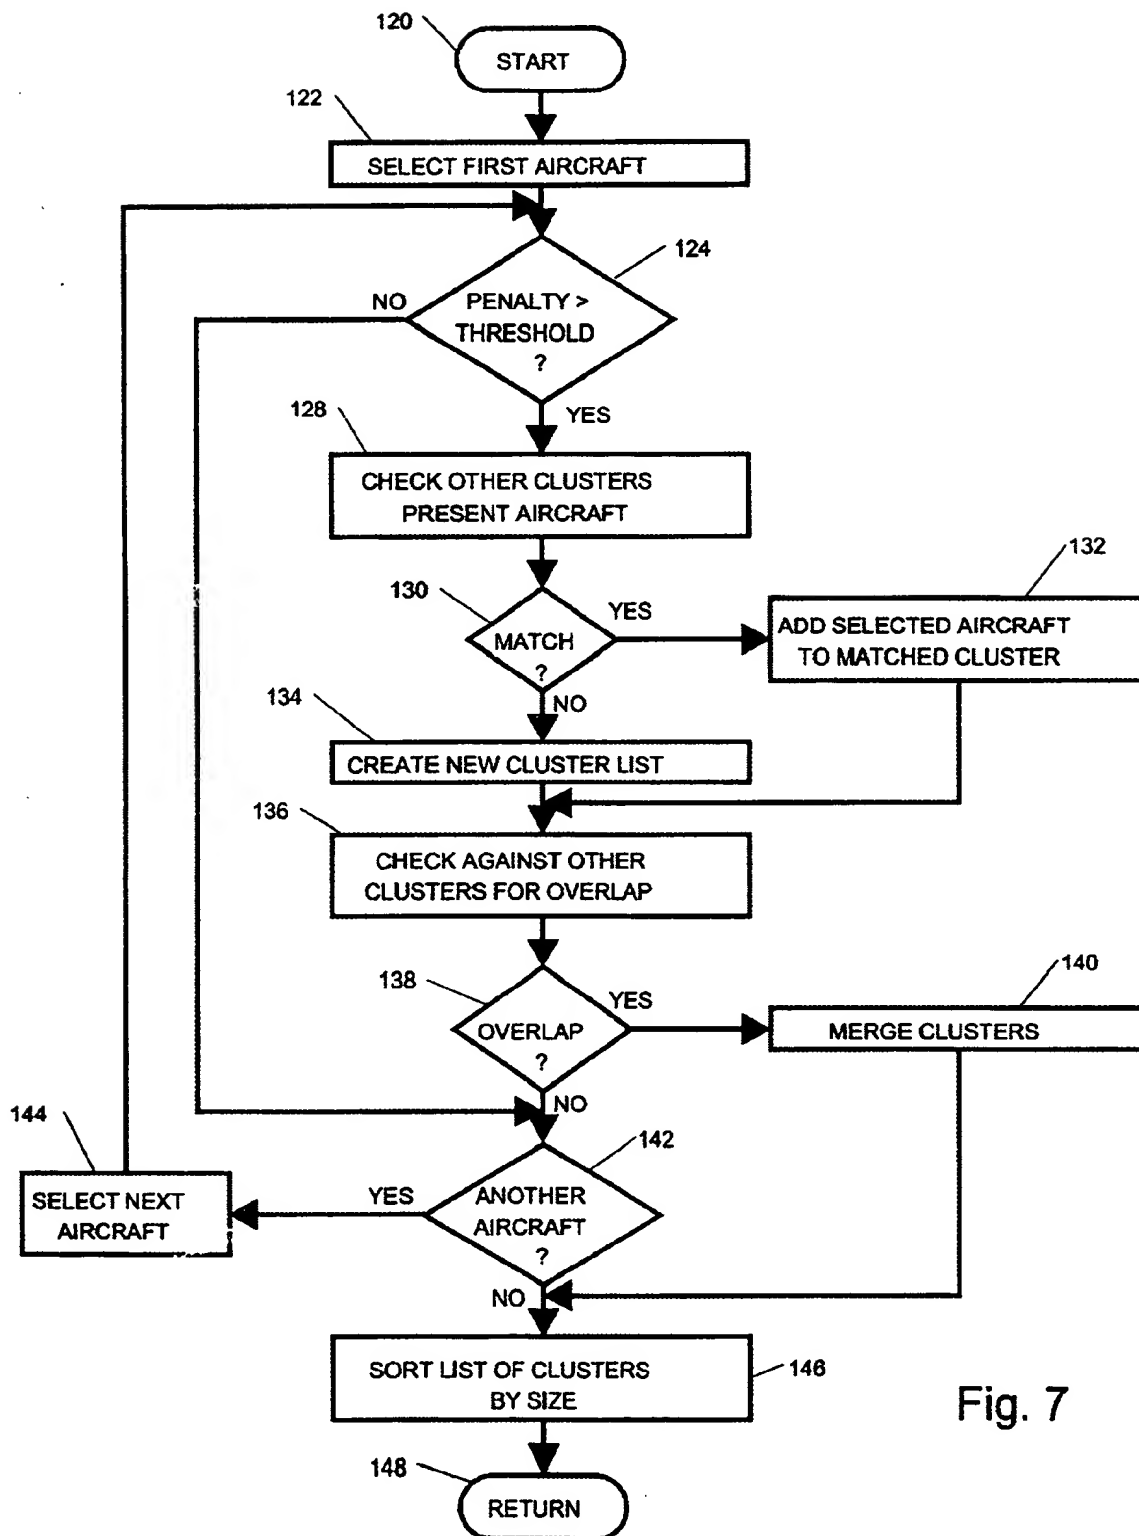 120
START
122
SELECT FIRST AIRCRAFT
124
NO
PENALTY >
THRESHOLD
?
128
YES
CHECK OTHER CLUSTERS
PRESENT AIRCRAFT
130
YES
132
MATCH
?
ADD SELECTED AIRCRAFT
TO MATCHED CLUSTER
134
NO
CREATE NEW CLUSTER LIST
136
CHECK AGAINST OTHER
CLUSTERS FOR OVERLAP
138
YES
140
OVERLAP
?
MERGE CLUSTERS
NO
144
142
SELECT NEXT
AIRCRAFT
YES
ANOTHER
AIRCRAFT
?
NO
SORT LIST OF CLUSTERS
BY SIZE
146
Fig. 7
148
RETURN